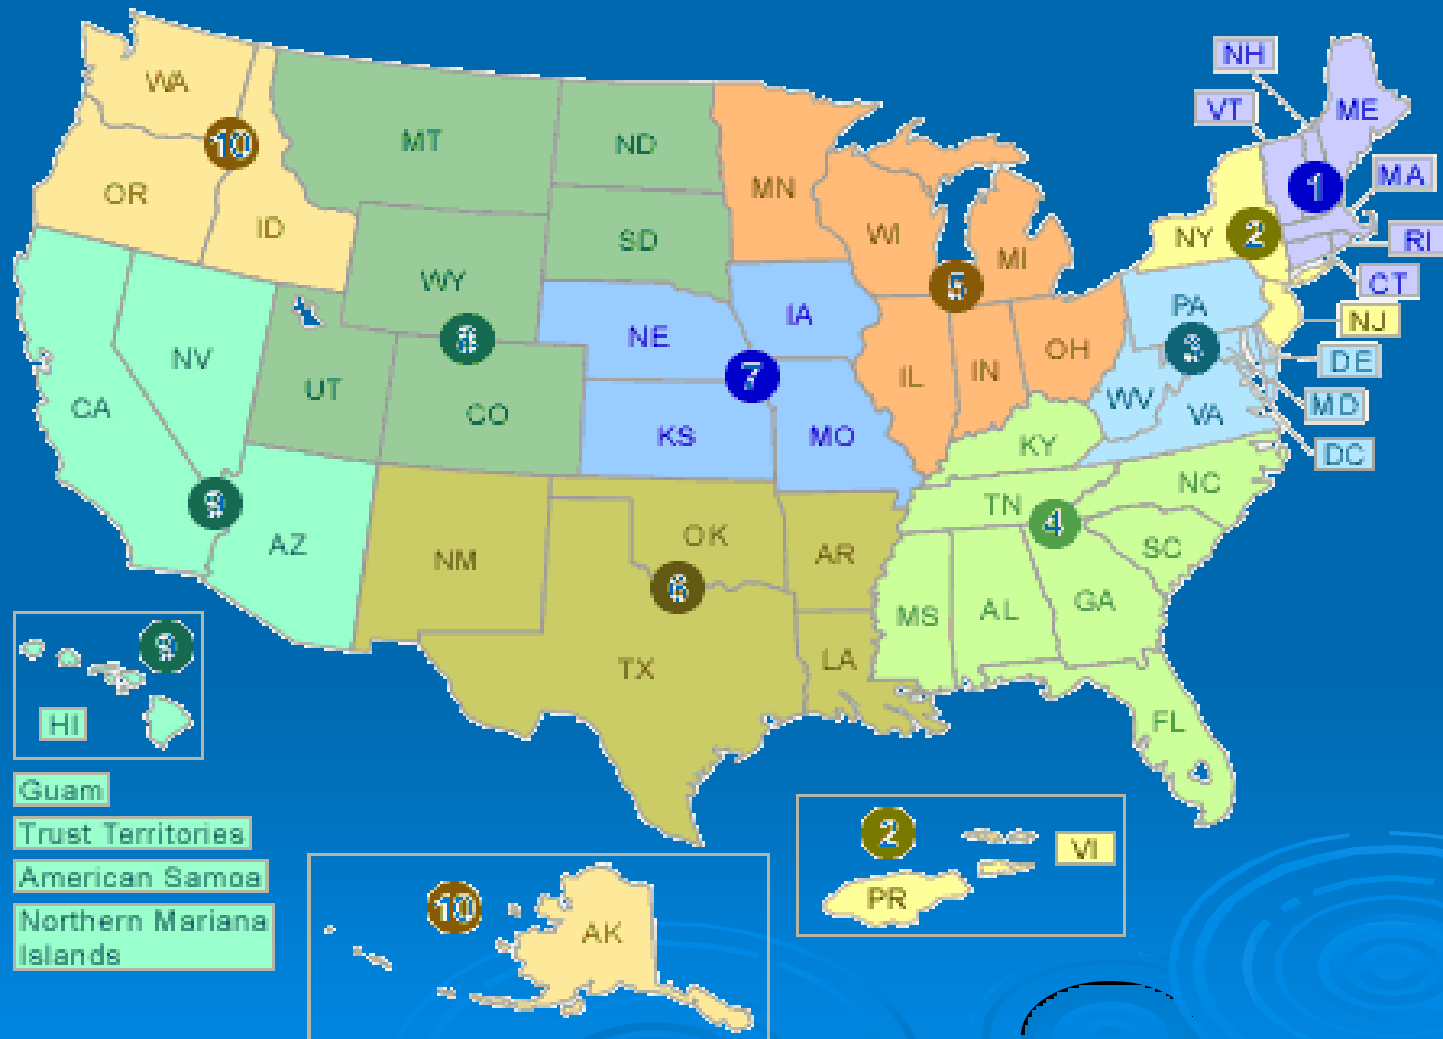 NH
ME
VT
WA
10
MT
ND
MN
1
MA
OR
ID
SD
WI
MI
NY
2
RI
WY
5
PA
CT
NE
IA
NJ
NV
8
7
IL
IN
OH
3
DE
CA
UT
CO
WV
VA
MD
KS
MO
KY
DC
9
AZ
NM
OK
AR
TN
4
NC
SC
6
MS
AL
GA
TX
LA
FL
9
HI
Guam
Trust Territories
American Samoa
Northern Mariana
Islands
10
AK
2
VI
PR